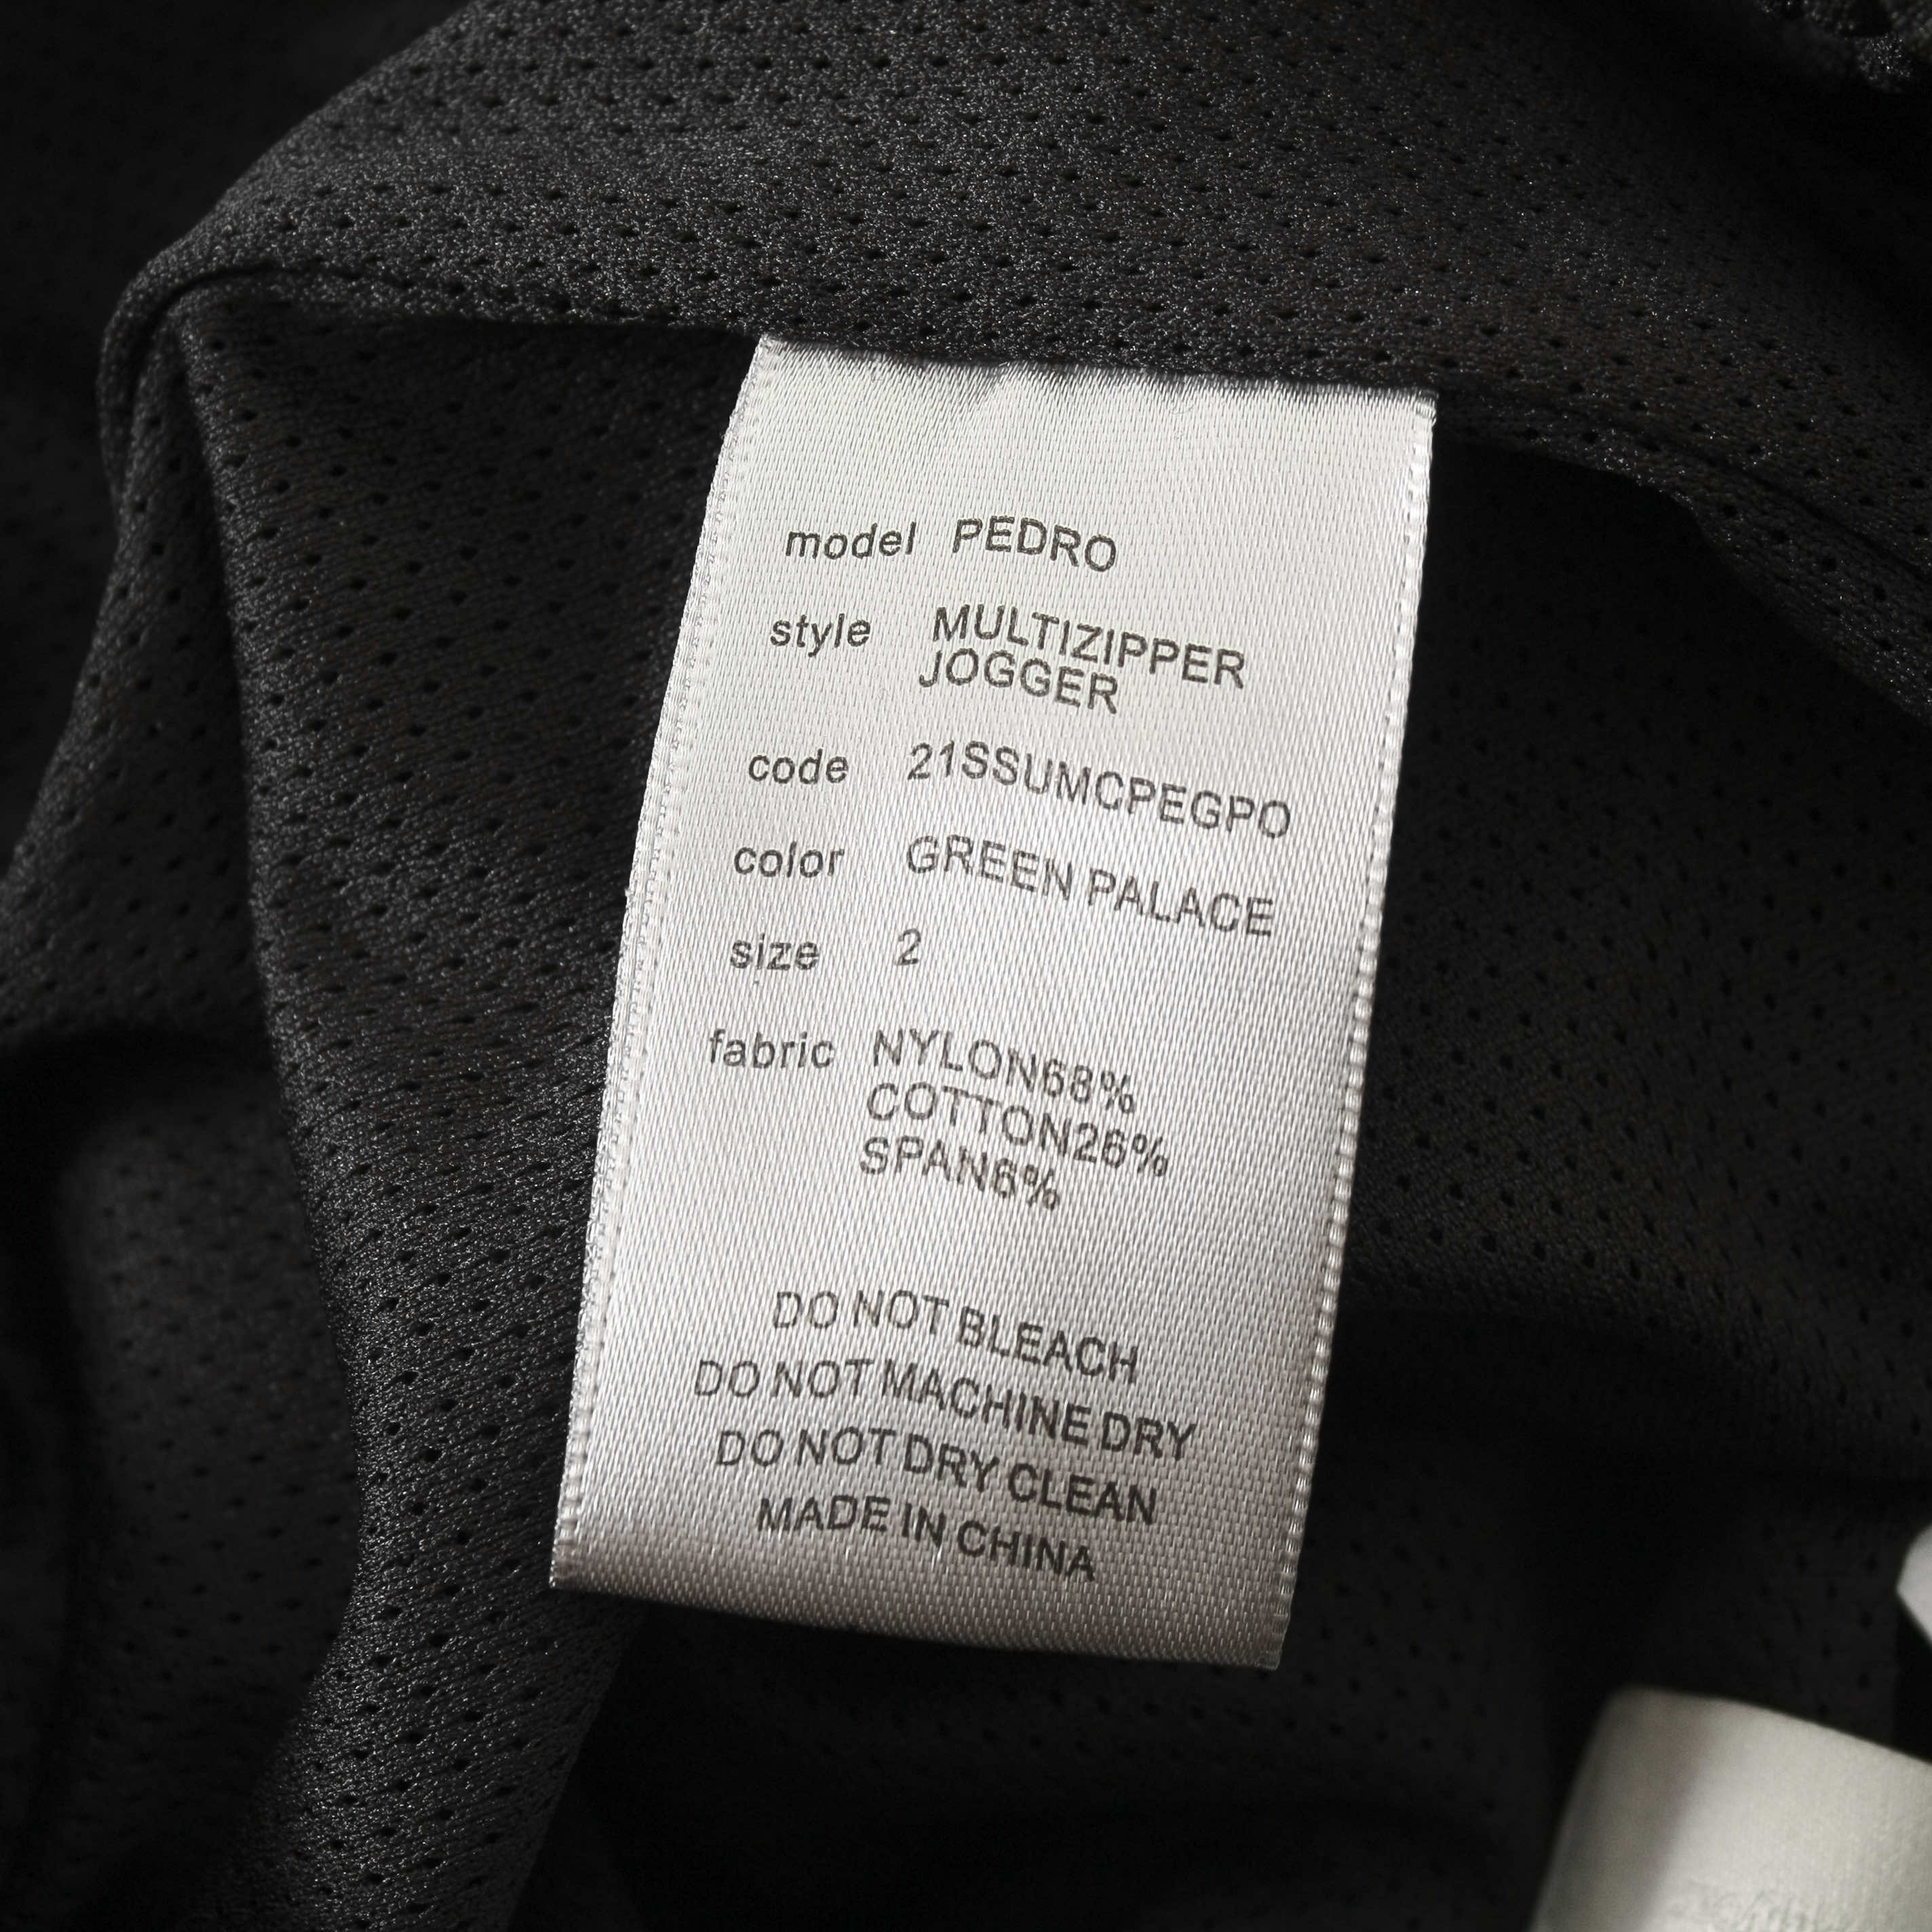 model PEDRO
style MULTIZIPPER
JOGGER
code 21SSUMCPEGPO
color GREEN PALACE
size 2
fabric NYLON68%
COTTON26%
SPAN6%
DO NOT BLEACH
DO NOT MACHINE DRY
DO NOT DRY CLEAN
MADE IN CHINA